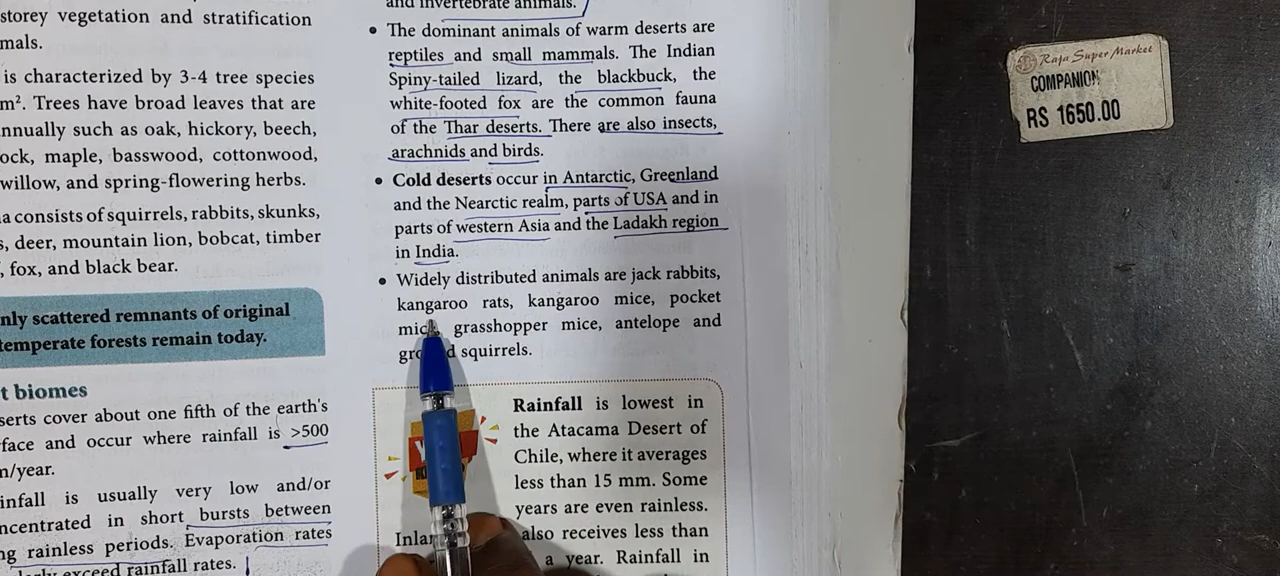 storey vegetation and stratification
mals.
is characterized by 3-4 tree species
m². Trees have broad leaves that are
annually such as oak, hickory, beech,
ock, maple, basswood, cottonwood,
willow, and spring-flowering herbs.
a consists of squirrels, rabbits, skunks,
s, deer, mountain lion, bobcat, timber
, fox, and black bear.
nly scattered remnants of original
temperate forests remain today.
t biomes
serts cover about one fifth of the earth's
rface and occur where rainfall is >500
n/year.
infall is usually very low and/or
ncentrated in short bursts between
ng rainless periods. Evaporation rates
exceed rainfall rates.
and invertebrate animals.
• The dominant animals of warm deserts are
reptiles and small mammals. The Indian
Spiny-tailed lizard, the blackbuck, the
white-footed fox are the common fauna
of the Thar deserts. There are also insects,
arachnids and birds.
• Cold deserts occur in Antarctic, Greenland
and the Nearctic realm, parts of USA and in
parts of western Asia and the Ladakh region
in India.
• Widely distributed animals are jack rabbits,
kangaroo rats, kangaroo mice, pocket
mic grasshopper mice, antelope and
gro d squirrels.
Rainfall is lowest in
the Atacama Desert of
Chile, where it averages
less than 15 mm. Some
years are even rainless.
Inlan also receives less than
a year. Rainfall in
Raja Super Market
COMPANION
RS 1650.00